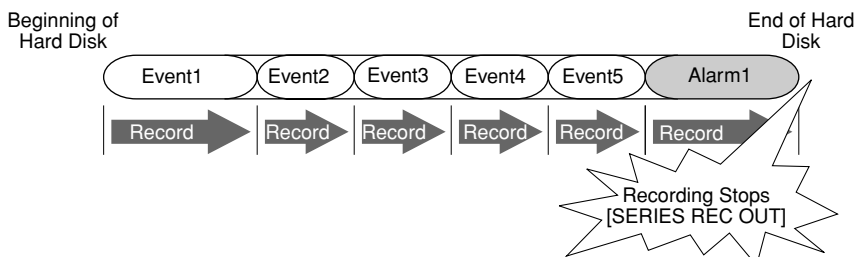 Beginning of
Hard Disk
End of Hard
Disk
Event1
Event2
Event3
Event4
Event5
Alarm1
Record
Record
Record
Record
Record
Record
Recording Stops
[SERIES REC OUT]